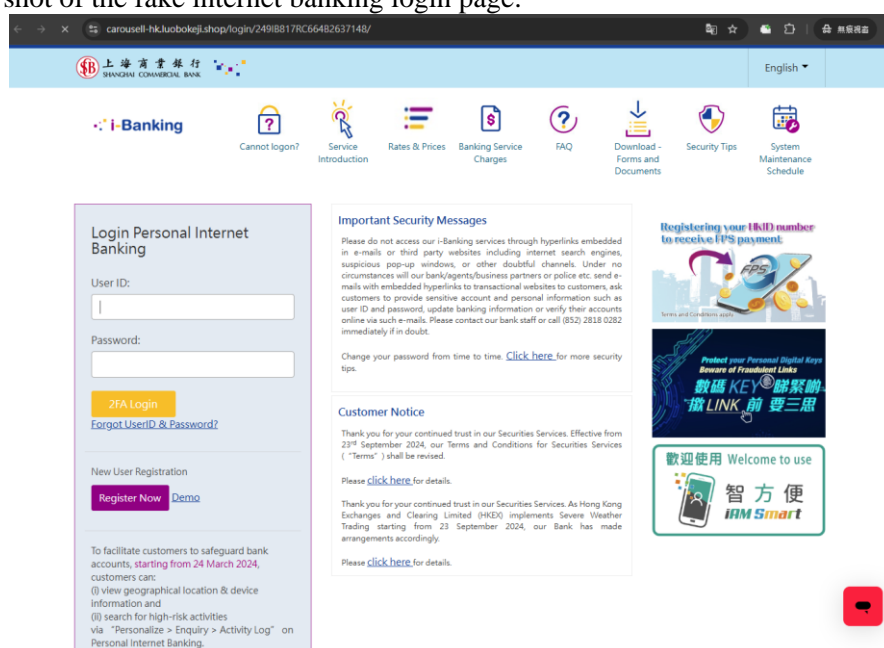 shot of the fake internet banking login page.
carousell-hk.luobokeji.shop/login/249I8817RC66482637148/
無痕視窗
上海商業銀行
SHANGHAI COMMERCIAL BANK
English
i-Banking
Cannot logon?
Service Introduction
Rates & Prices
Banking Service Charges
FAQ
Download - Forms and Documents
Security Tips
System Maintenance Schedule
Login Personal Internet
Banking
User ID:
Password:
2FA Login
Forgot UserID & Password?
New User Registration
Register Now Demo
To facilitate customers to safeguard bank
accounts, starting from 24 March 2024,
customers can:
(i) view geographical location & device
information and
(ii) search for high-risk activities
via "Personalize > Enquiry > Activity Log" on
Personal Internet Banking.
Important Security Messages
Please do not access our i-Banking services through hyperlinks embedded
in e-mails or third party websites including internet search engines,
suspicious pop-up windows, or other doubtful channels. Under no
circumstances will our bank/agents/business partners or police etc. send e-
mails with embedded hyperlinks to transactional websites to customers, ask
customers to provide sensitive account and personal information such as
user ID and password, update banking information or verify their accounts
online via such e-mails. Please contact our bank staff or call (852) 2818 0282
immediately if in doubt.
Change your password from time to time. Click here for more security
tips.
Customer Notice
Thank you for your continued trust in our Securities Services. Effective from
23rd September 2024, our Terms and Conditions for Securities Services
( "Terms" ) shall be revised.
Please click here for details.
Thank you for your continued trust in our Securities Services. As Hong Kong
Exchanges and Clearing Limited (HKEX) implements Severe Weather
Trading starting from 23 September 2024, our Bank has made
arrangements accordingly.
Please click here for details.
Registering your HKID number
to receive FPS payment
FPS
Terms and Conditions apply
Protect your Personal Digital Keys
Beware of Fraudulent Links
數碼 KEY 睇緊啲
撳 LINK 前 要三思
歡迎使用 Welcome to use
智方便
iAM Smart